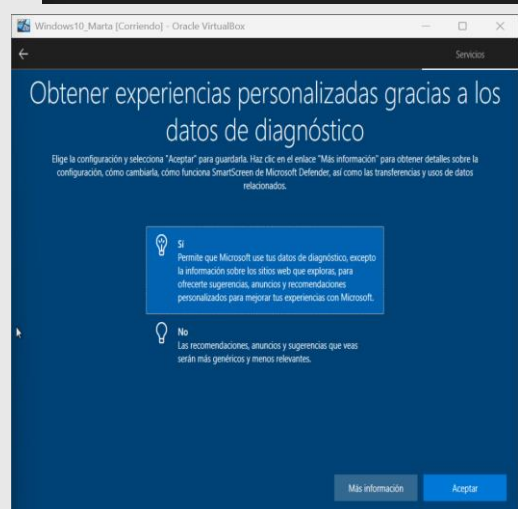 Windows10_Marta [Corriendo] - Oracle VirtualBox
Servicios
Obtener experiencias personalizadas gracias a los
datos de diagnóstico
Elige la configuración y selecciona "Aceptar" para guardarla. Haz clic en el enlace "Más información" para obtener detalles sobre la
configuración, cómo cambiarla, cómo funciona SmartScreen de Microsoft Defender, así como las transferencias y usos de datos
relacionados.
Sí
Permite que Microsoft use tus datos de diagnóstico, excepto
la información sobre los sitios web que exploras, para
ofrecerte sugerencias, anuncios y recomendaciones
personalizados para mejorar tus experiencias con Microsoft.
No
Las recomendaciones, anuncios y sugerencias que veas
serán más genéricos y menos relevantes.
Más información
Aceptar